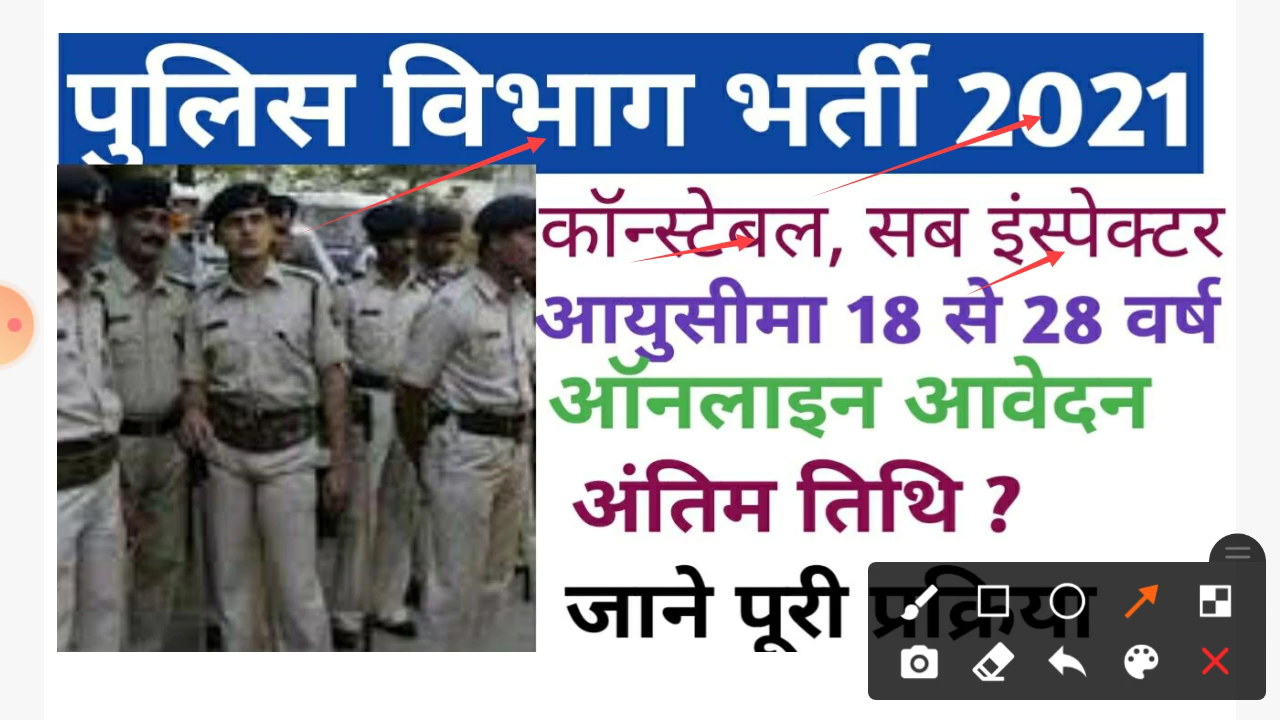 पुलिस विभाग भर्ती 2021
कॉन्स्टेबल, सब इंस्पेक्टर
आयुसीमा 18 से 28 वर्ष
ऑनलाइन आवेदन
अंतिम तिथि ?
जाने पूरी प्रक्रिया